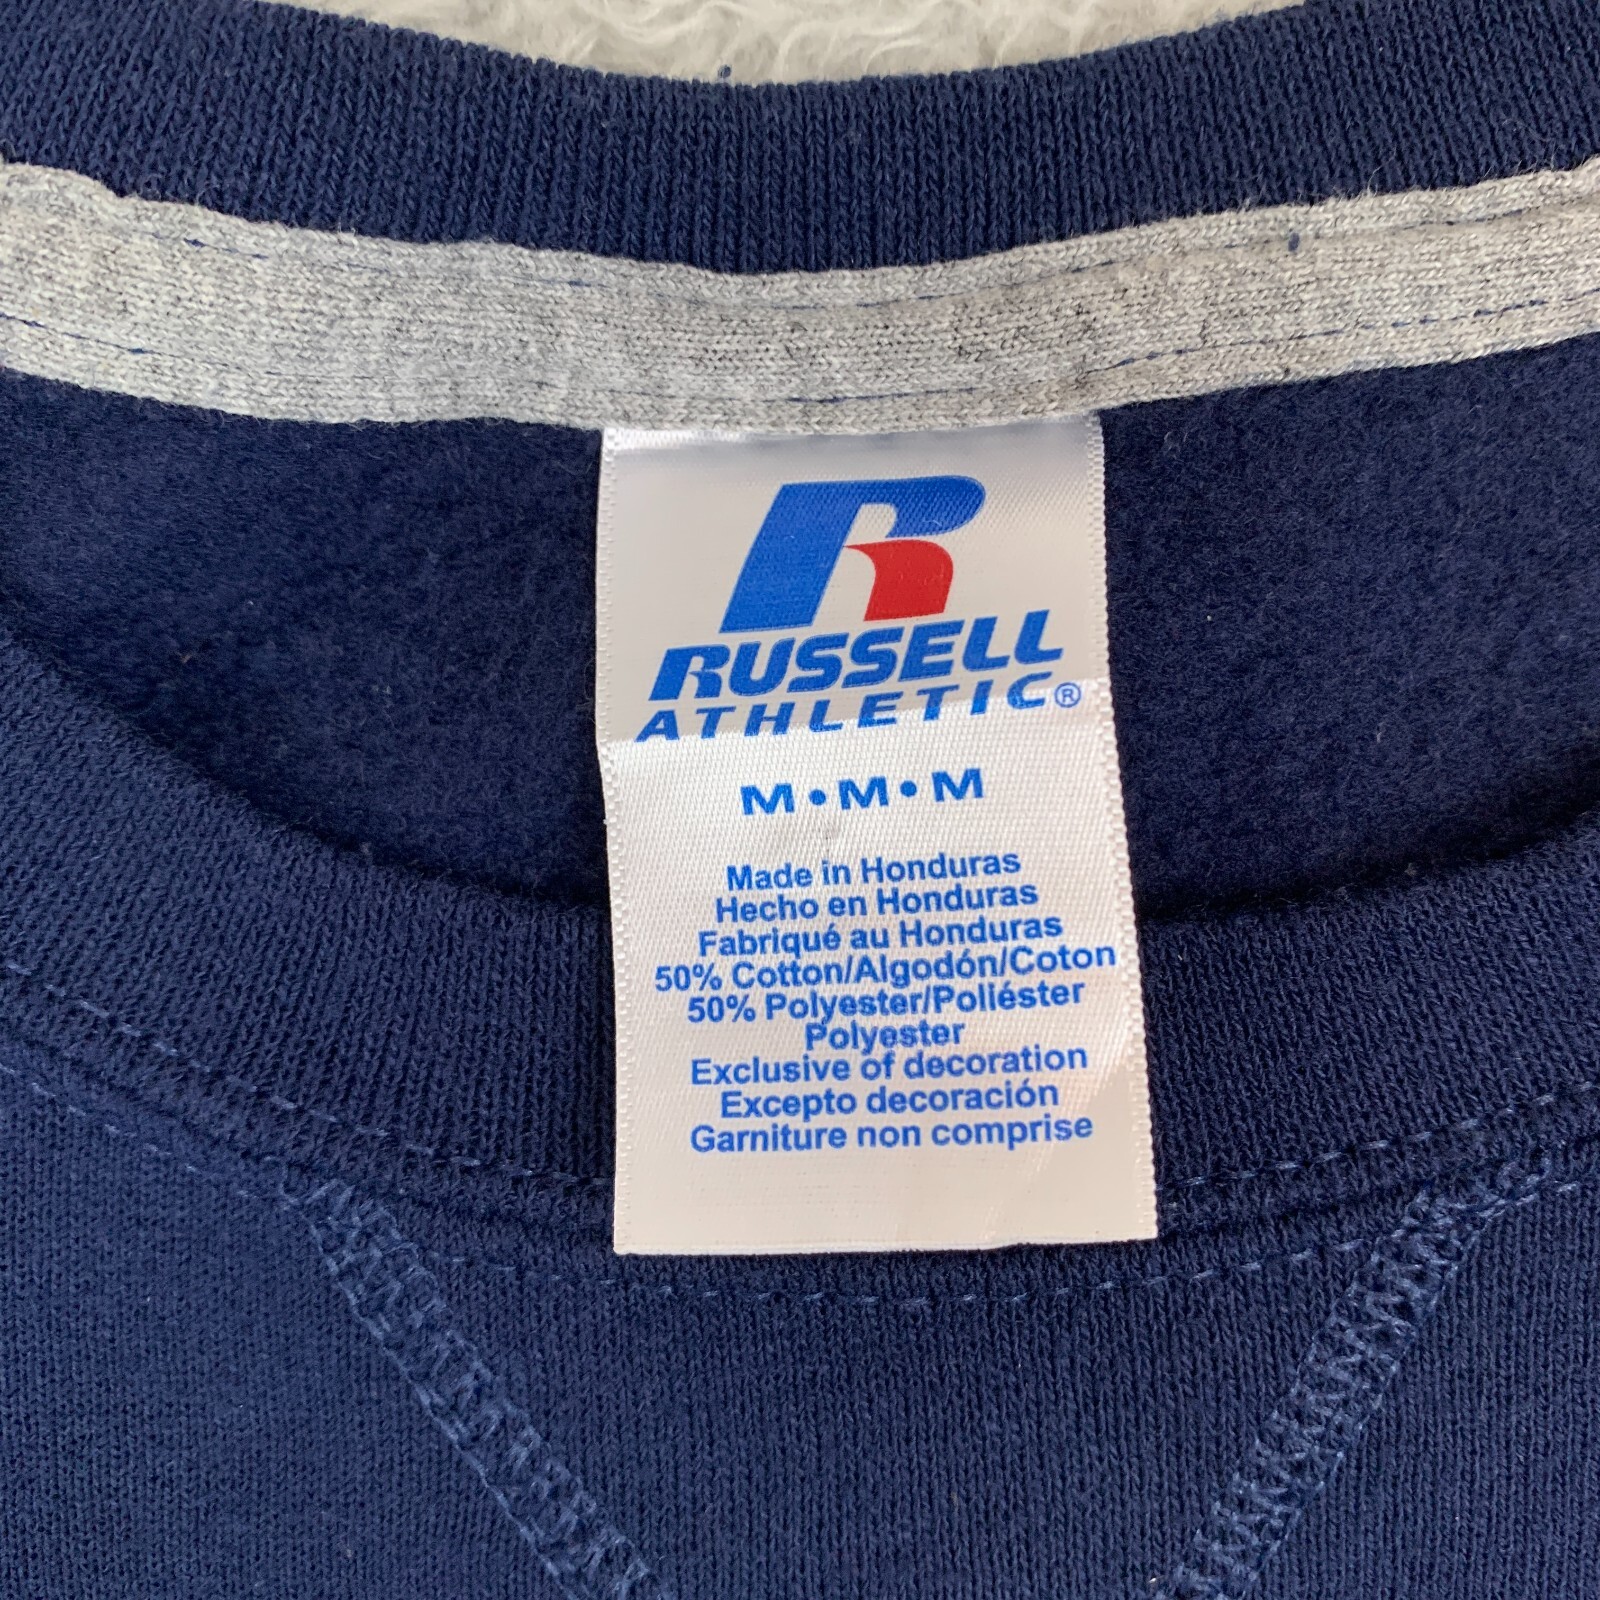 RUSSELL
ATHLETIC®
M•M•M
Made in Honduras
Hecho en Honduras
Fabriqué au Honduras
50% Cotton/Algodón/Coton
50% Polyester/Poliéster
Polyester
Exclusive of decoration
Excepto decoración
Garniture non comprise